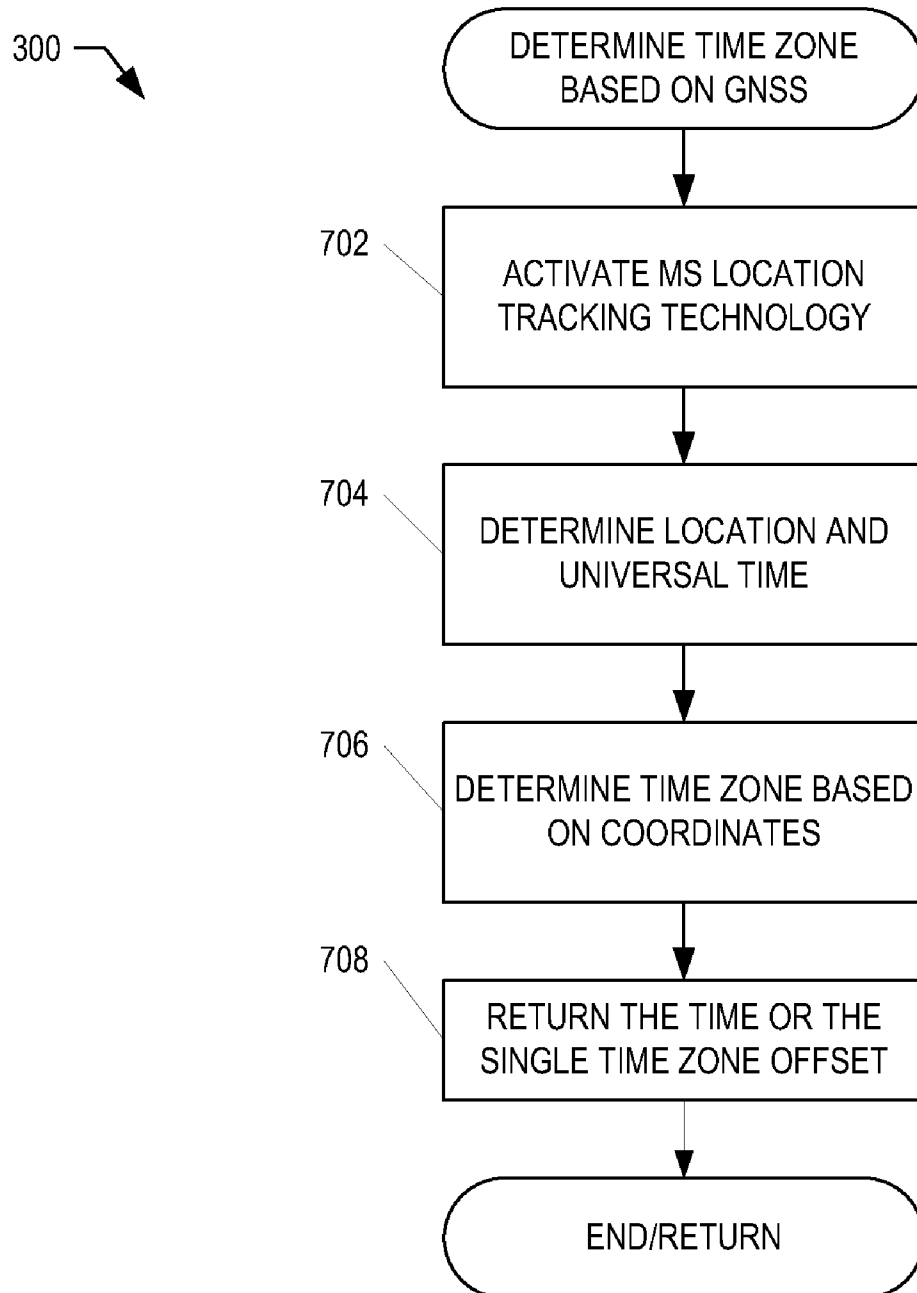 300
DETERMINE TIME ZONE
BASED ON GNSS
702
ACTIVATE MS LOCATION
TRACKING TECHNOLOGY
704
DETERMINE LOCATION AND
UNIVERSAL TIME
706
DETERMINE TIME ZONE BASED
ON COORDINATES
708
RETURN THE TIME OR THE
SINGLE TIME ZONE OFFSET
END/RETURN